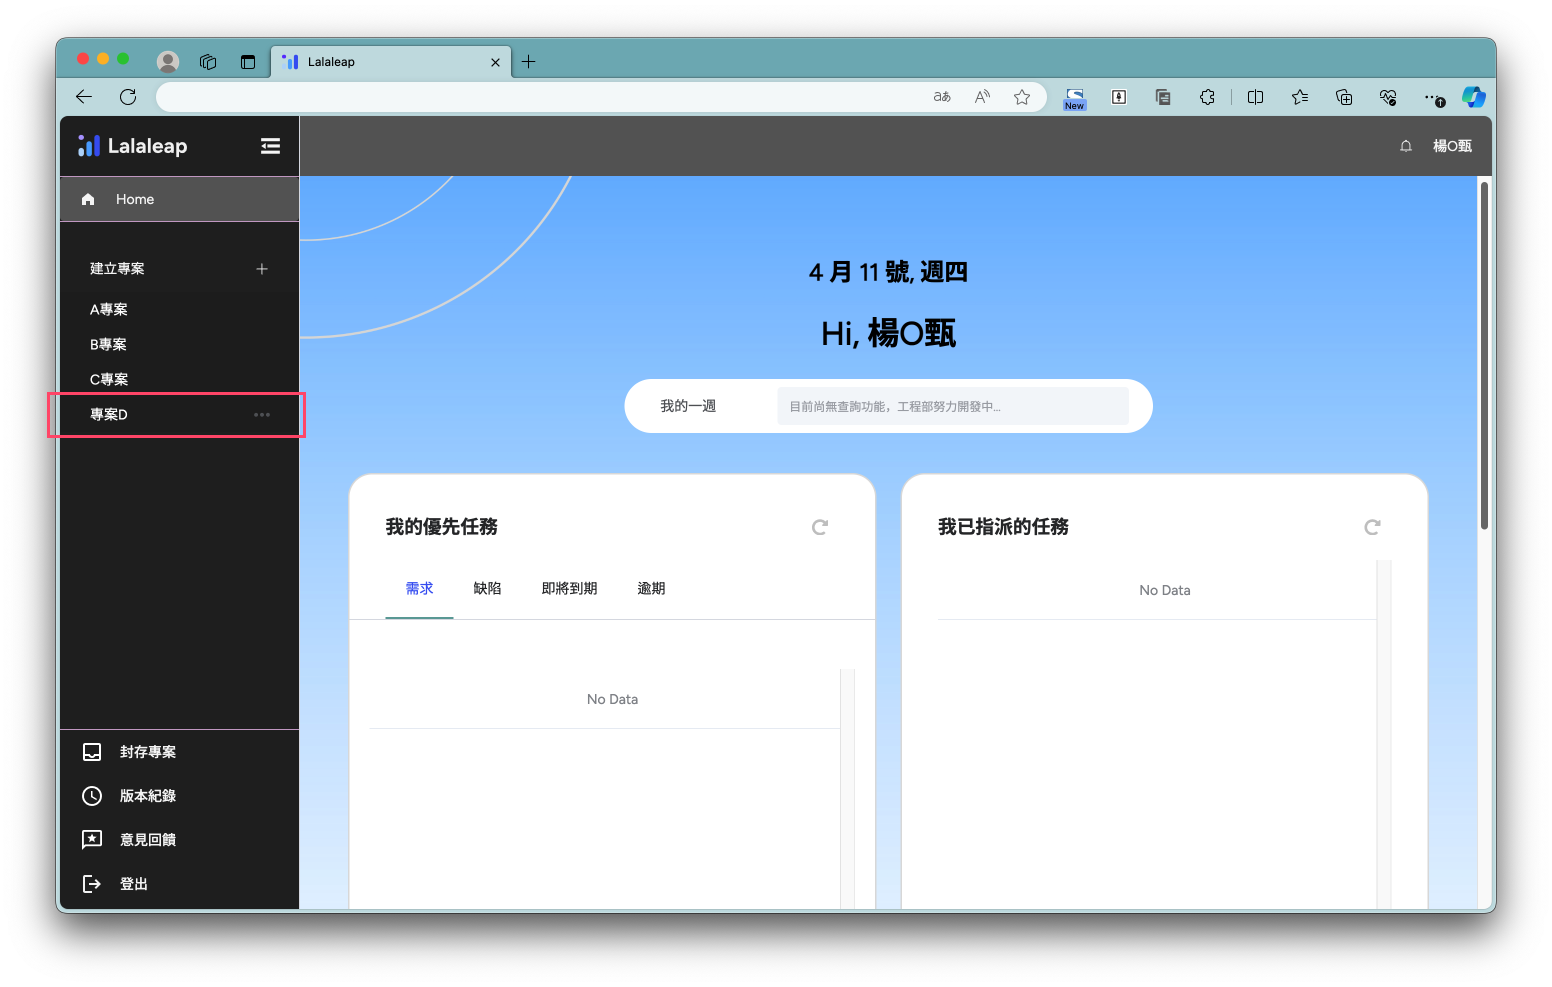 Lalaleap
aあ
A
New
Lalaleap
楊O甄
Home
建立專案
A專案
B專案
C專案
專案D
封存專案
版本紀錄
意見回饋
登出
4 月 11 號, 週四
Hi, 楊O甄
我的一週
目前尚無查詢功能，工程部努力開發中...
我的優先任務
需求 缺陷 即將到期 逾期
No Data
我已指派的任務
No Data